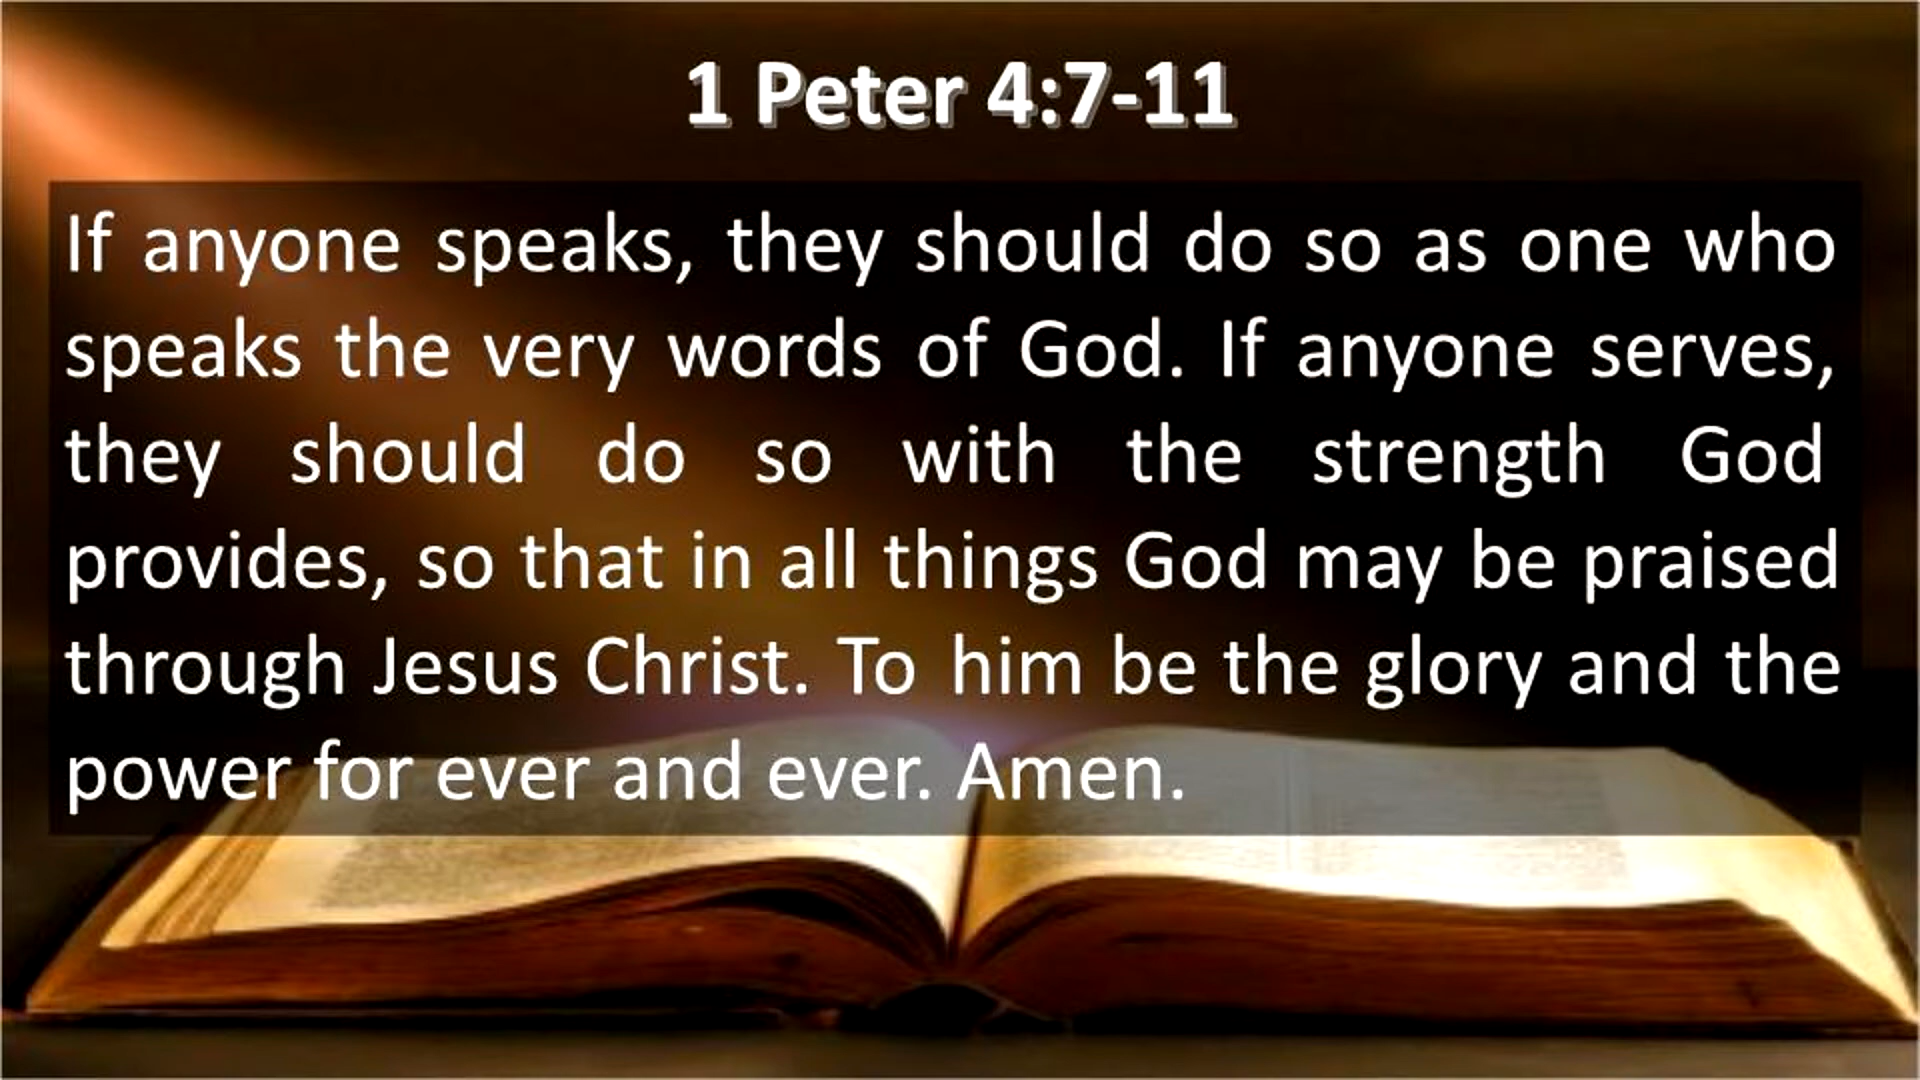 1 Peter 4:7-11
If anyone speaks, they should do so as one who
speaks the very words of God. If anyone serves,
they should do so with the strength God
provides, so that in all things God may be praised
through Jesus Christ. To him be the glory and the
power for ever and ever. Amen.